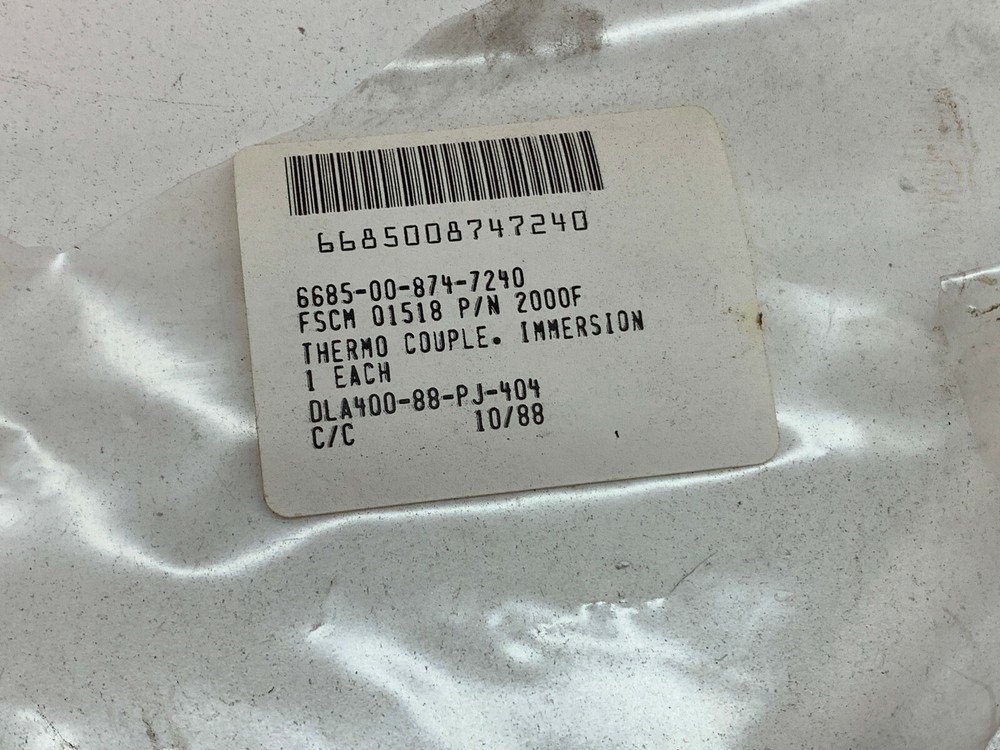 6685008747240
6685-00-874-7240
FSCM 01518 P/N 2000F
THERMO COUPLE. IMMERSION
1 EACH
DLA400-88-PJ-404
C/C 10/88